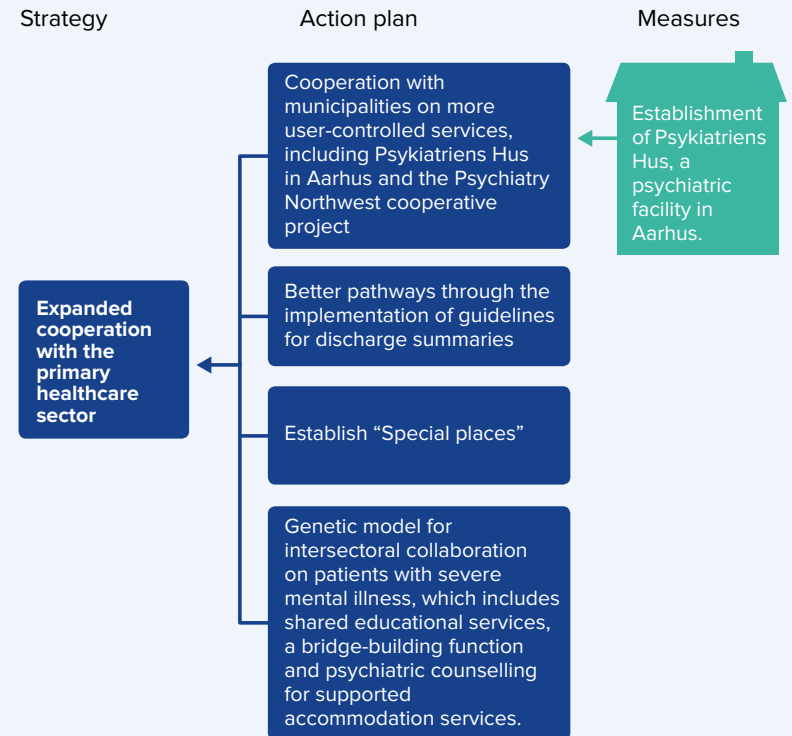 Strategy
Action plan
Measures
Cooperation with
municipalities on more
user-controlled services,
including Psykiatriens Hus
in Aarhus and the Psychiatry
Northwest cooperative
project
Establishment
of Psykiatriens
Hus, a
psychiatric
facility in
Aarhus.
Better pathways through the
implementation of guidelines
for discharge summaries
Expanded
cooperation
with the
primary
healthcare
sector
Establish “Special places”
Genetic model for
intersectoral collaboration
on patients with severe
mental illness, which includes
shared educational services,
a bridge-building function
and psychiatric counselling
for supported
accommodation services.